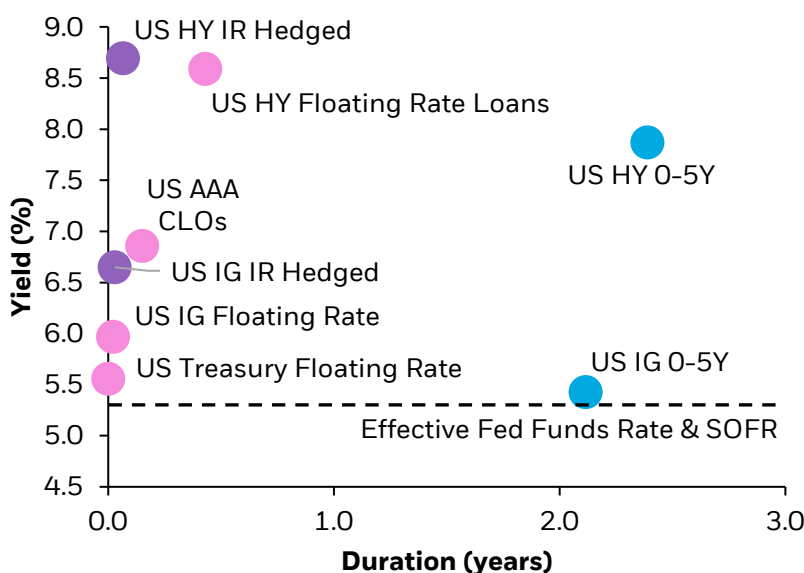 9.0
8.5
8.0
7.5
7.0
6.5
6.0
5.5
5.0
4.5
Yield (%)
US HY IR Hedged
US HY Floating Rate Loans
US HY 0-5Y
US AAA
CLOs
US IG IR Hedged
US IG Floating Rate
US Treasury Floating Rate
US IG 0-5Y
Effective Fed Funds Rate & SOFR
0.0 1.0 2.0 3.0
Duration (years)